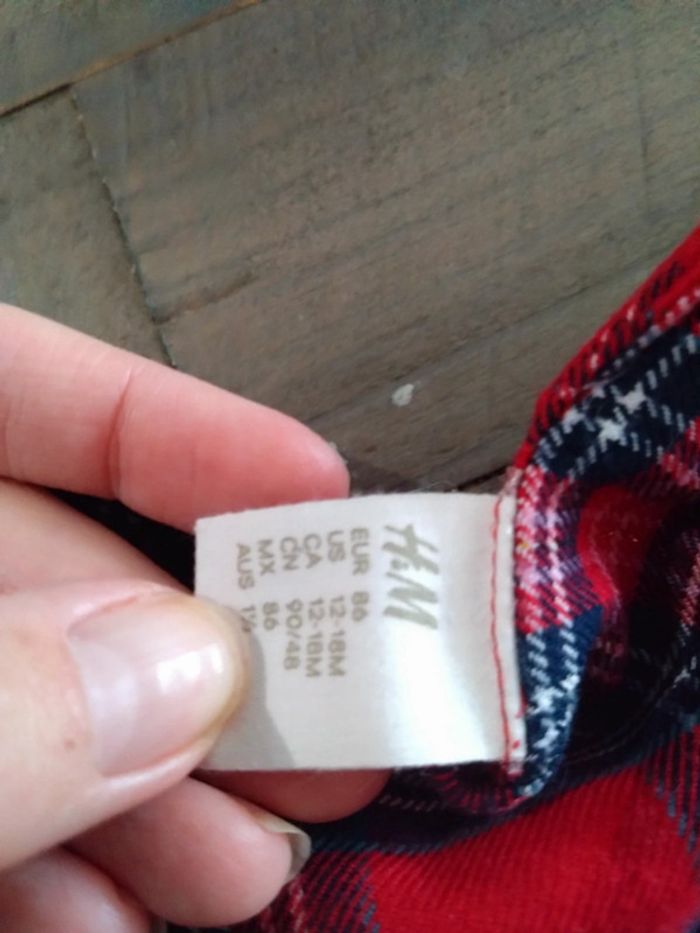 H&M
EUR 86
US 12-18M
CA 12-18M
CN 90/48
MX 86
AUS